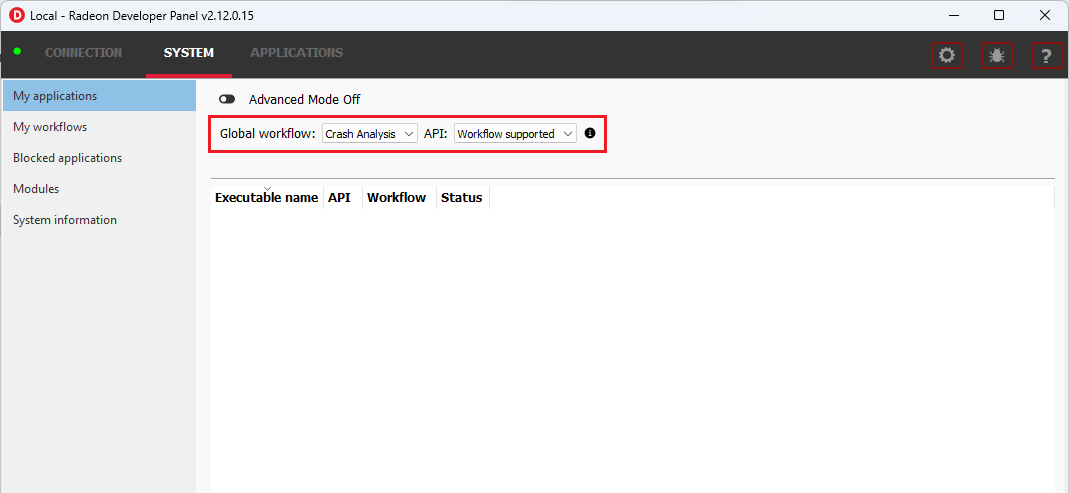 D Local - Radeon Developer Panel v2.12.0.15
CONNECTION SYSTEM APPLICATIONS ?
My applications
My workflows
Blocked applications
Modules
System information
Advanced Mode Off
Global workflow: Crash Analysis API: Workflow supported i
Executable name API Workflow Status